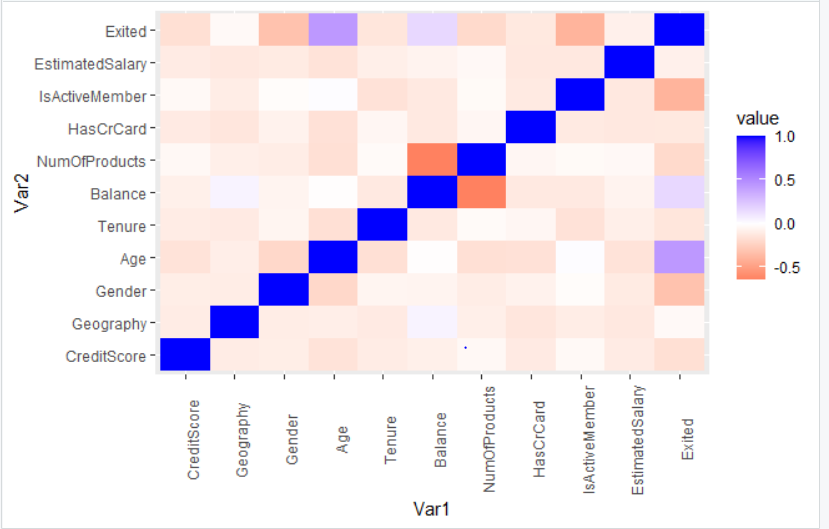 Exited
EstimatedSalary
IsActiveMember
HasCrCard
NumOfProducts
Balance
Tenure
Age
Gender
Geography
CreditScore
Var2
CreditScore
Geography
Gender
Age
Tenure
Balance
NumOfProducts
HasCrCard
IsActiveMember
EstimatedSalary
Exited
Var1
value
1.0
0.5
0.0
-0.5